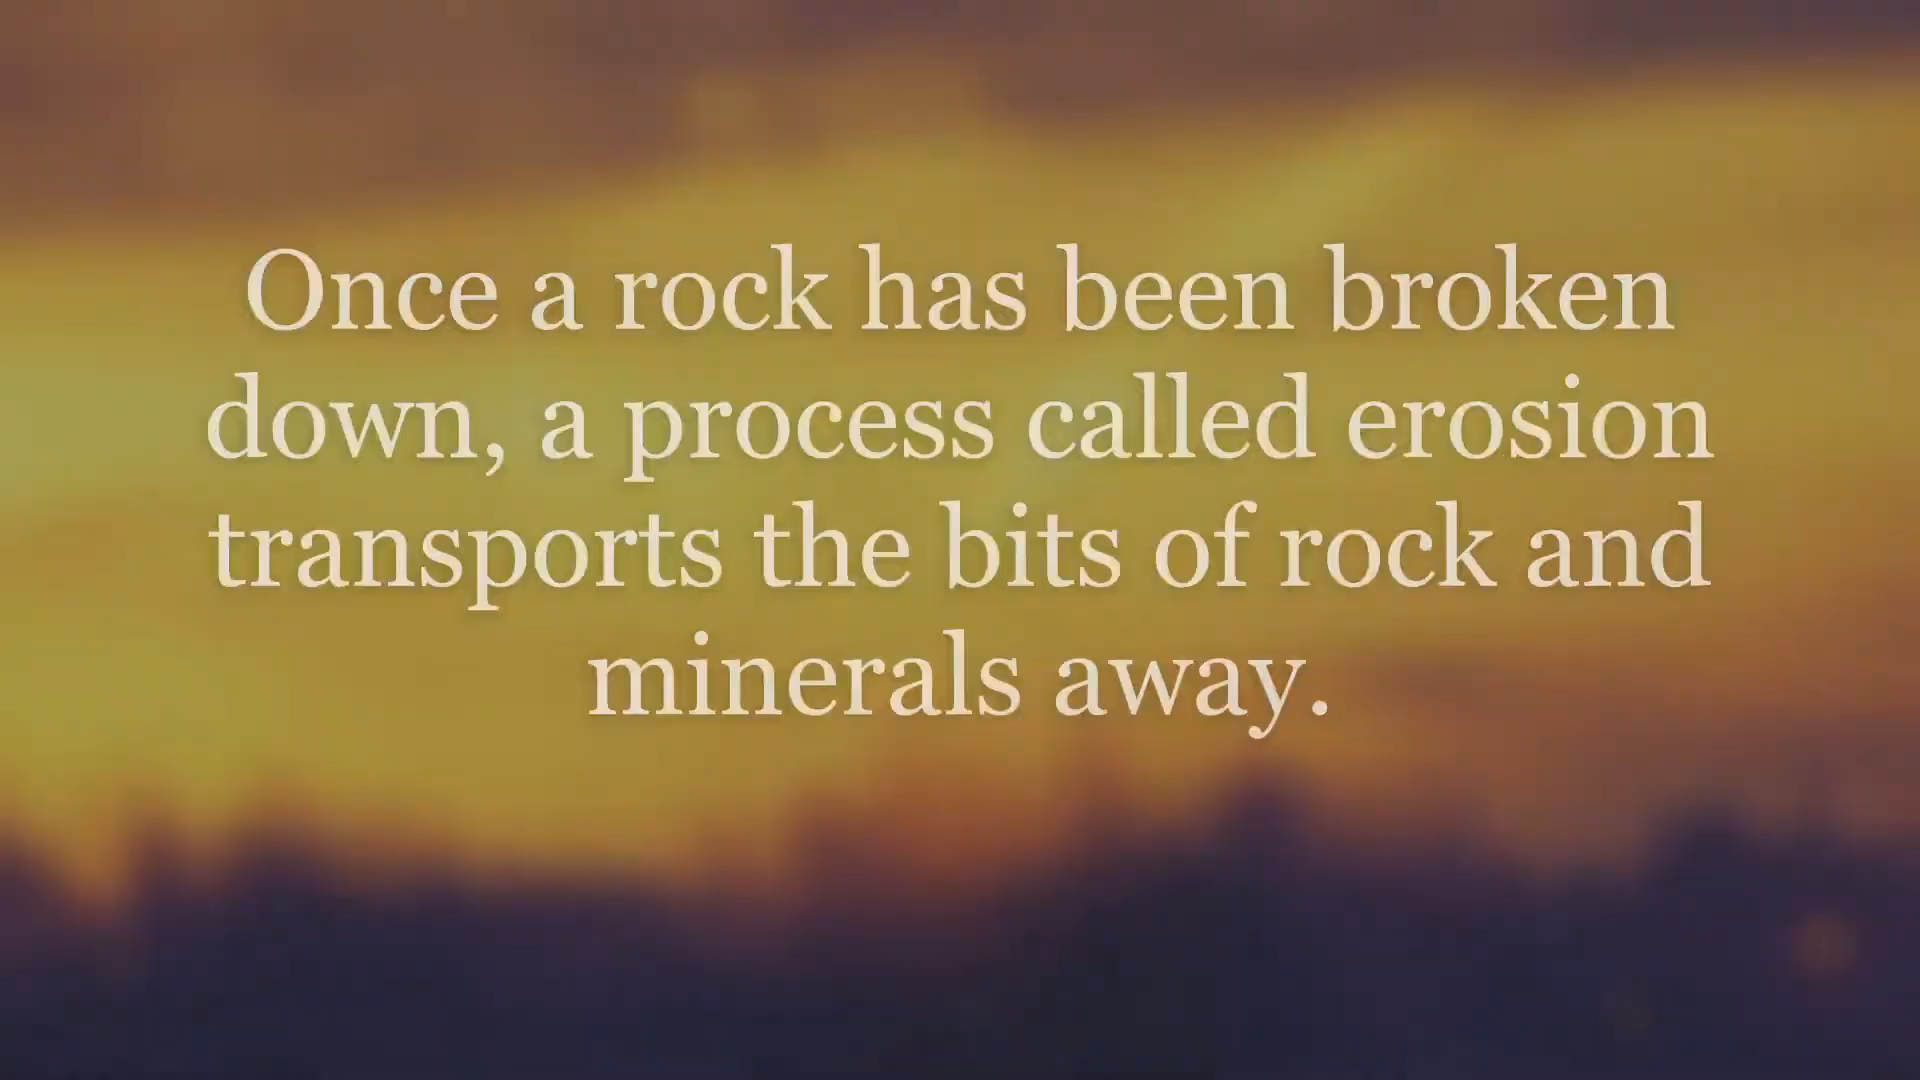 Once a rock has been broken
down, a process called erosion
transports the bits of rock and
minerals away.